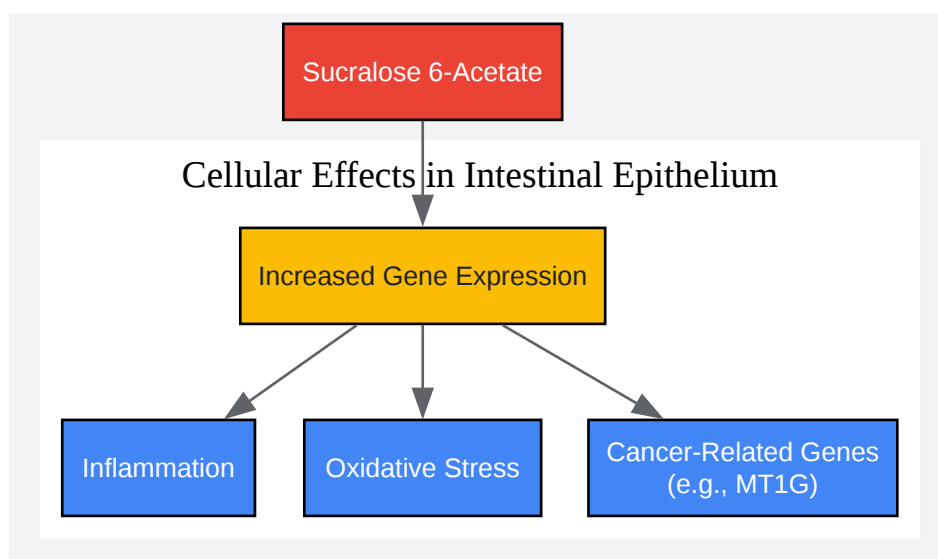 Sucralose 6-Acetate
Cellular Effects in Intestinal Epithelium
Increased Gene Expression
Inflammation
Oxidative Stress
Cancer-Related Genes
(e.g., MT1G)